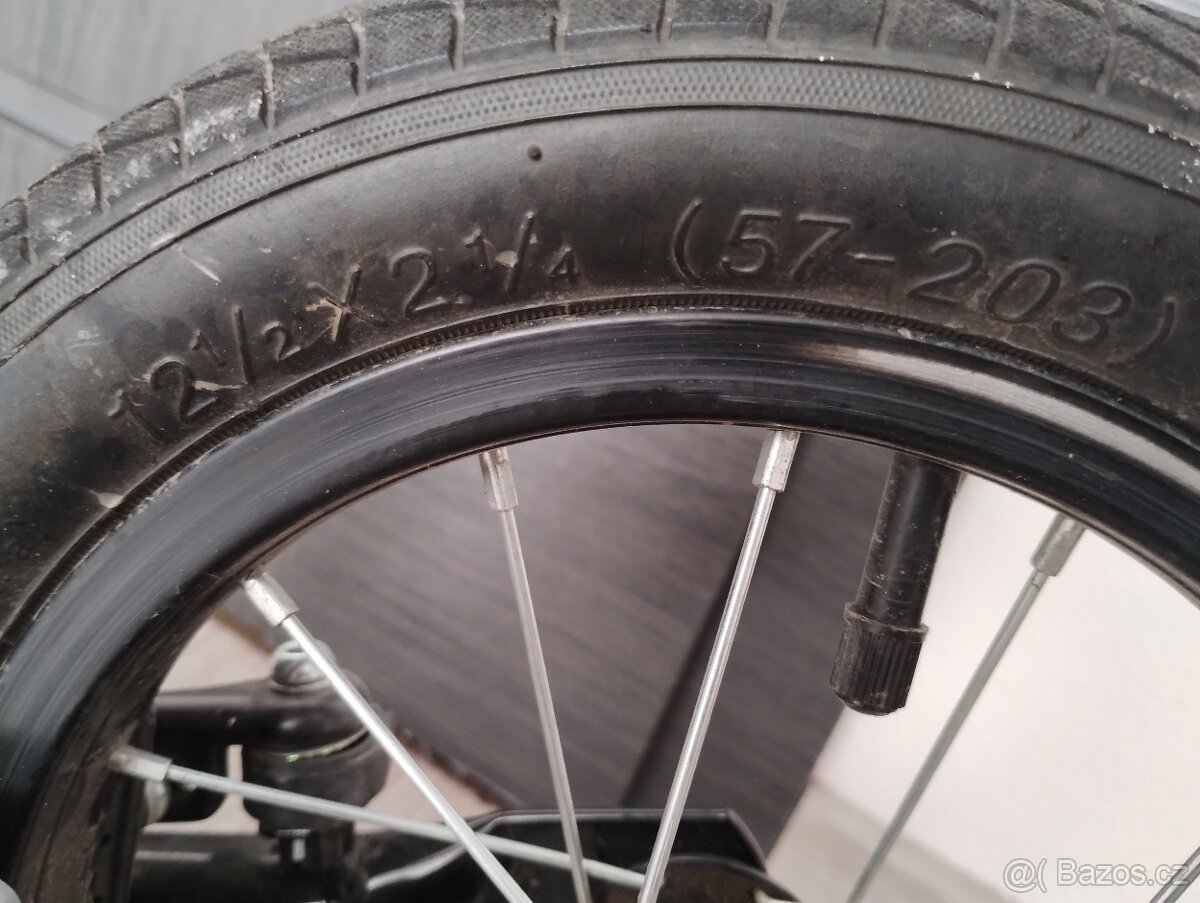 12 1/2 X 2.1/4 (57-203)
@( Bazos.cz